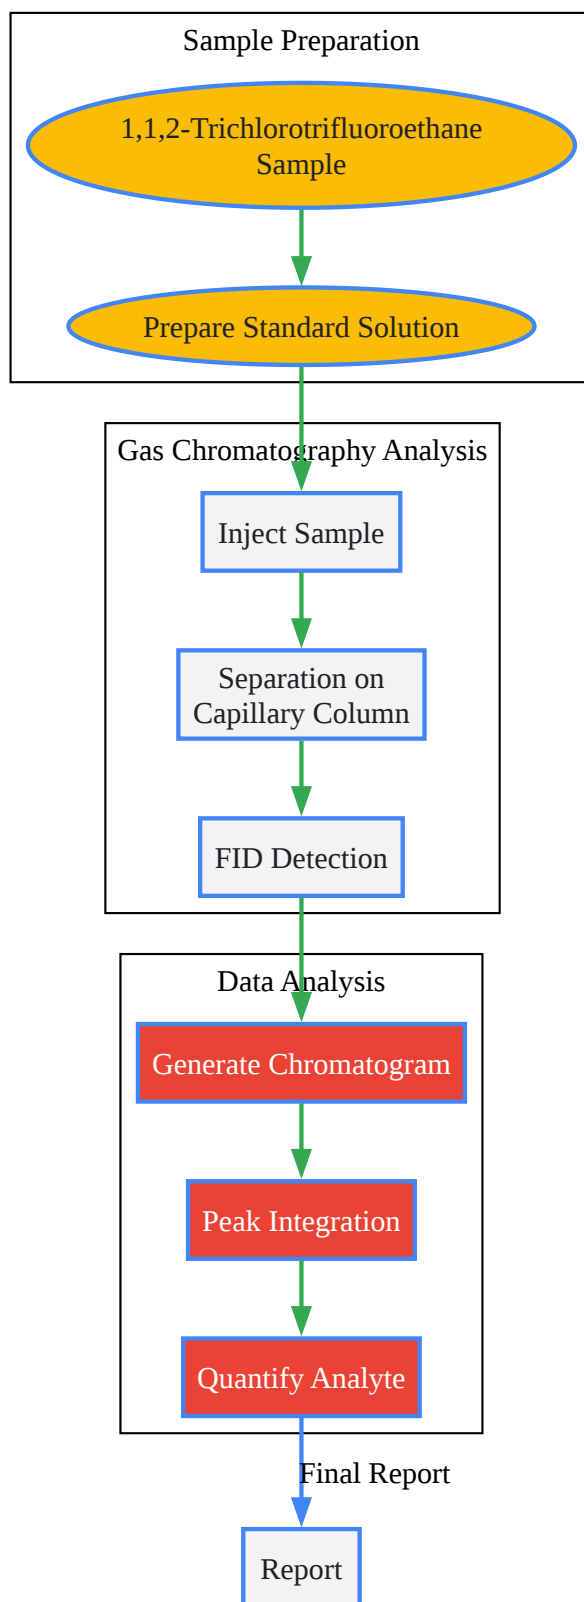 Sample Preparation
1,1,2-Trichlorotrifluoroethane
Sample
Prepare Standard Solution
Gas Chromatography Analysis
Inject Sample
Separation on
Capillary Column
FID Detection
Data Analysis
Generate Chromatogram
Peak Integration
Quantify Analyte
Final Report
Report